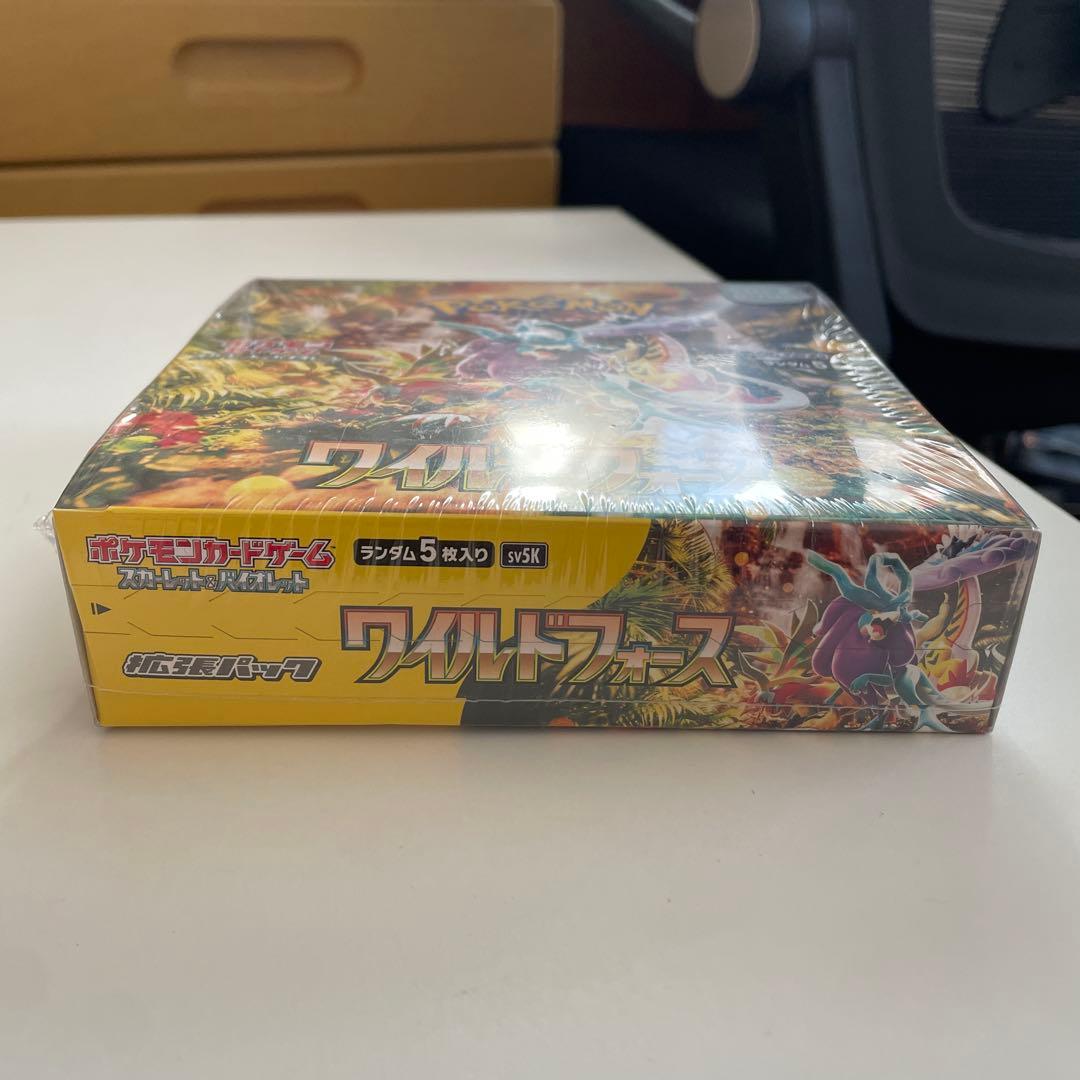 Pokémon
ワイルドフォース
ポケモンカードゲーム
スカーレット&バイオレット
ランダム5枚入り
sv5K
拡張パック
ワイルドフォース